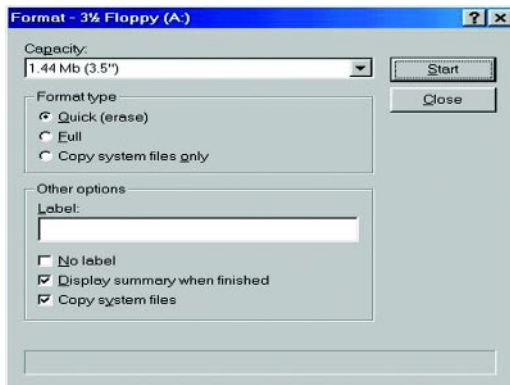 Format - 3½ Floppy (A:)
Capacity:
1.44 Mb (3.5")
Start
Close
Format type
Quick (erase)
Full
Copy system files only
Other options
Label:
No label
Display summary when finished
Copy system files